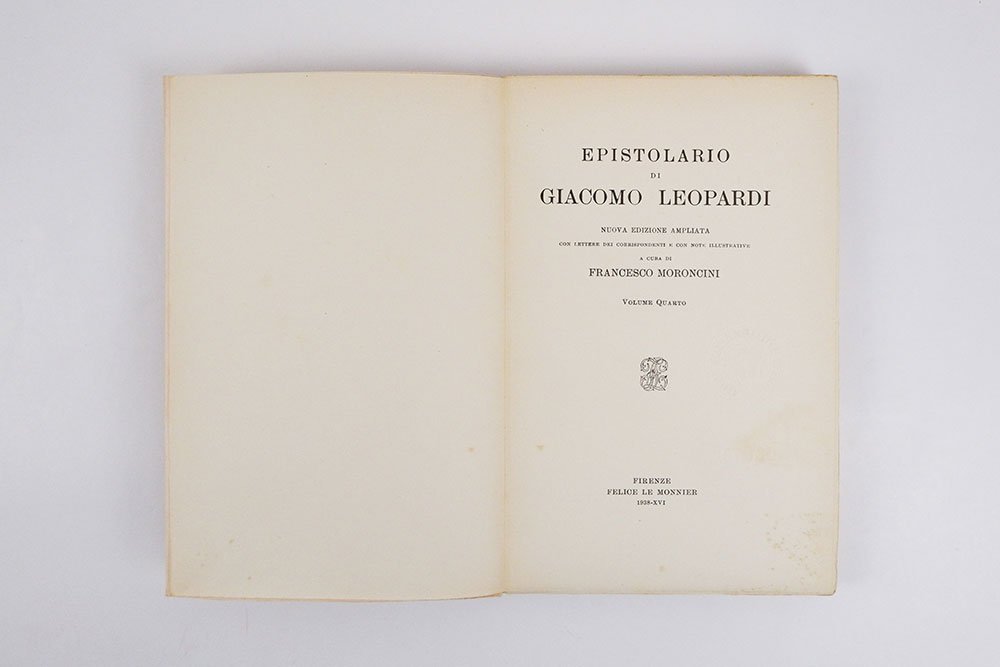 EPISTOLARIO
DI
GIACOMO LEOPARDI
NUOVA EDIZIONE AMPLIATA
CON LETTERE DEI CORRISPONDENTI E CON NOTE ILLUSTRATIVE
A CURA DI
FRANCESCO MORONCINI
VOLUME QUARTO
FIRENZE
FELICE LE MONNIER
1938-XVI